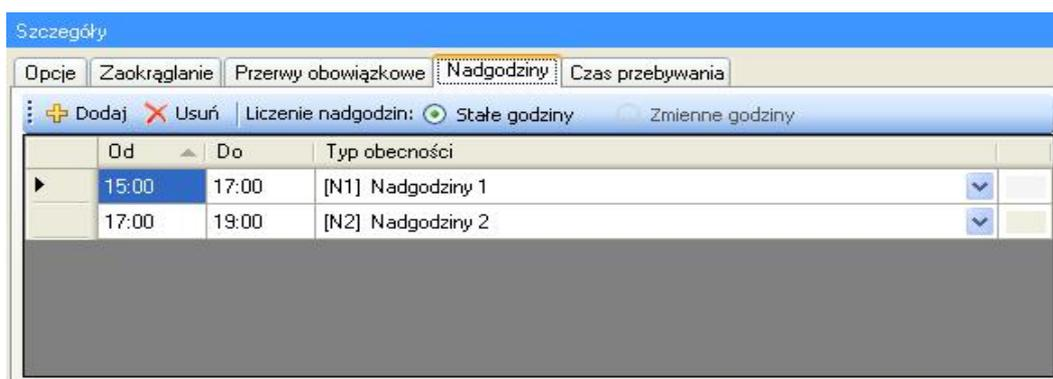 Szczegóły
Opcje Zaokrąglanie Przerwy obowiązkowe Nadgodziny Czas przebywania
Dodaj Usuń Liczenie nadgodzin: Stałe godziny Zmienne godziny
Od Do Typ obecności
15:00 17:00 [N1] Nadgodziny 1
17:00 19:00 [N2] Nadgodziny 2